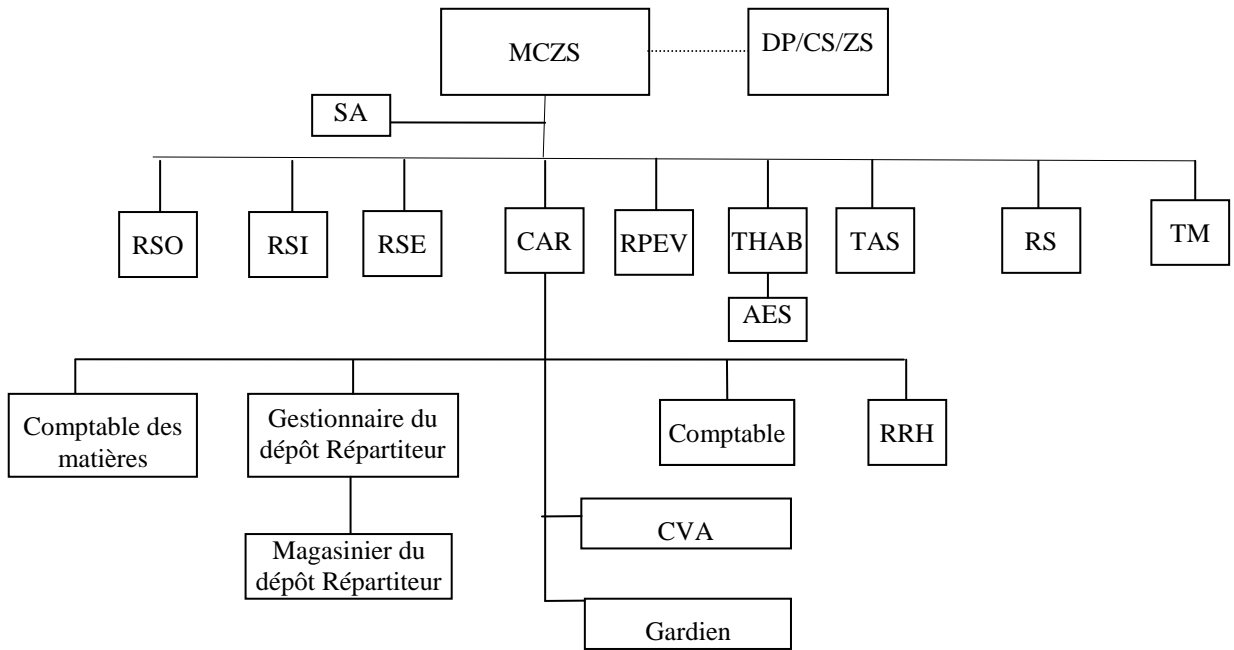 MCZS
DP/CS/ZS
SA
RSO
RSI
RSE
CAR
RPEV
THAB
TAS
RS
TM
AES
Comptable des
matières
Gestionnaire du
dépôt Répartiteur
Comptable
RRH
CVA
Magasinier du
dépôt Répartiteur
Gardien